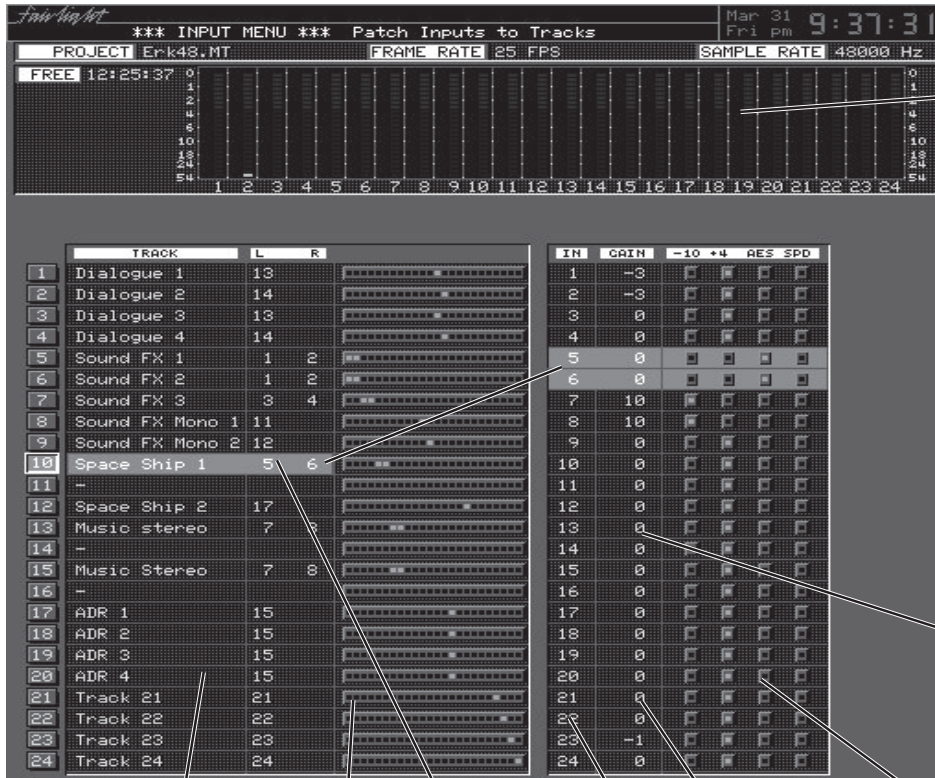 Fairlight
*** INPUT MENU *** Patch Inputs to Tracks
Mar 31
Fri pm
9:37:31
PROJECT Erk48.MT FRAME RATE 25 FPS SAMPLE RATE 48000 Hz
FREE 12:25:37
0 0
1 1
2 2
4 4
6 6
10 10
18 18
24 24
54 54
1 2 3 4 5 6 7 8 9 10 11 12 13 14 15 16 17 18 19 20 21 22 23 24
TRACK L R IN GAIN -10 +4 AES SPD
1 Dialogue 1 13 1 -3
2 Dialogue 2 14 2 -3
3 Dialogue 3 13 3 0
4 Dialogue 4 14 4 0
5 Sound FX 1 1 2 5 0
6 Sound FX 2 1 2 6 0
7 Sound FX 3 3 4 7 10
8 Sound FX Mono 1 11 8 10
9 Sound FX Mono 2 12 9 0
10 Space Ship 1 5 6 10 0
11 - 11 0
12 Space Ship 2 17 12 0
13 Music stereo 7 8 13 0
14 - 14 0
15 Music Stereo 7 8 15 0
16 - 16 0
17 ADR 1 15 17 0
18 ADR 2 15 18 0
19 ADR 3 15 19 0
20 ADR 4 15 20 0
21 Track 21 21 21 0
22 Track 22 22 22 0
23 Track 23 23 23 -1
24 Track 24 24 24 0